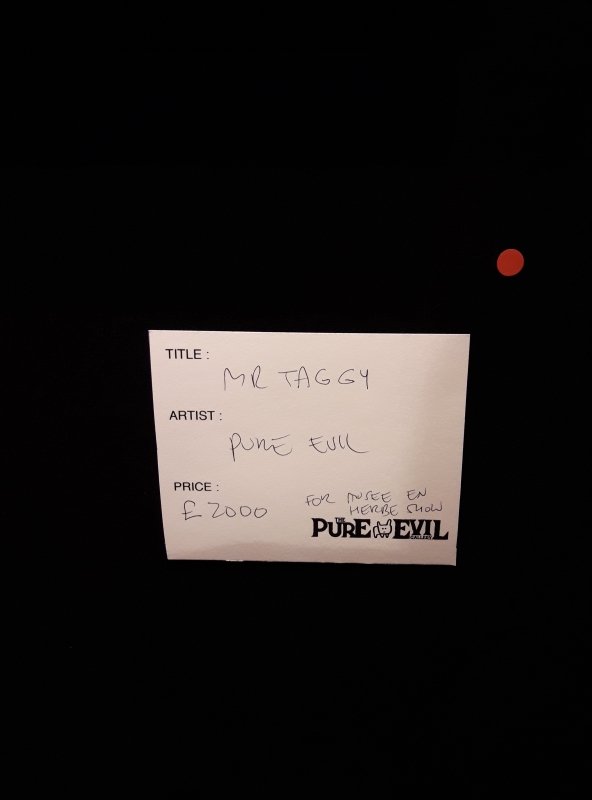 TITLE :
MR TAGGY
ARTIST :
PURE EVIL
PRICE :
£2000
FOR MUSEE EN
HERBE SHOW
THE
PURE EVIL
GALLERY